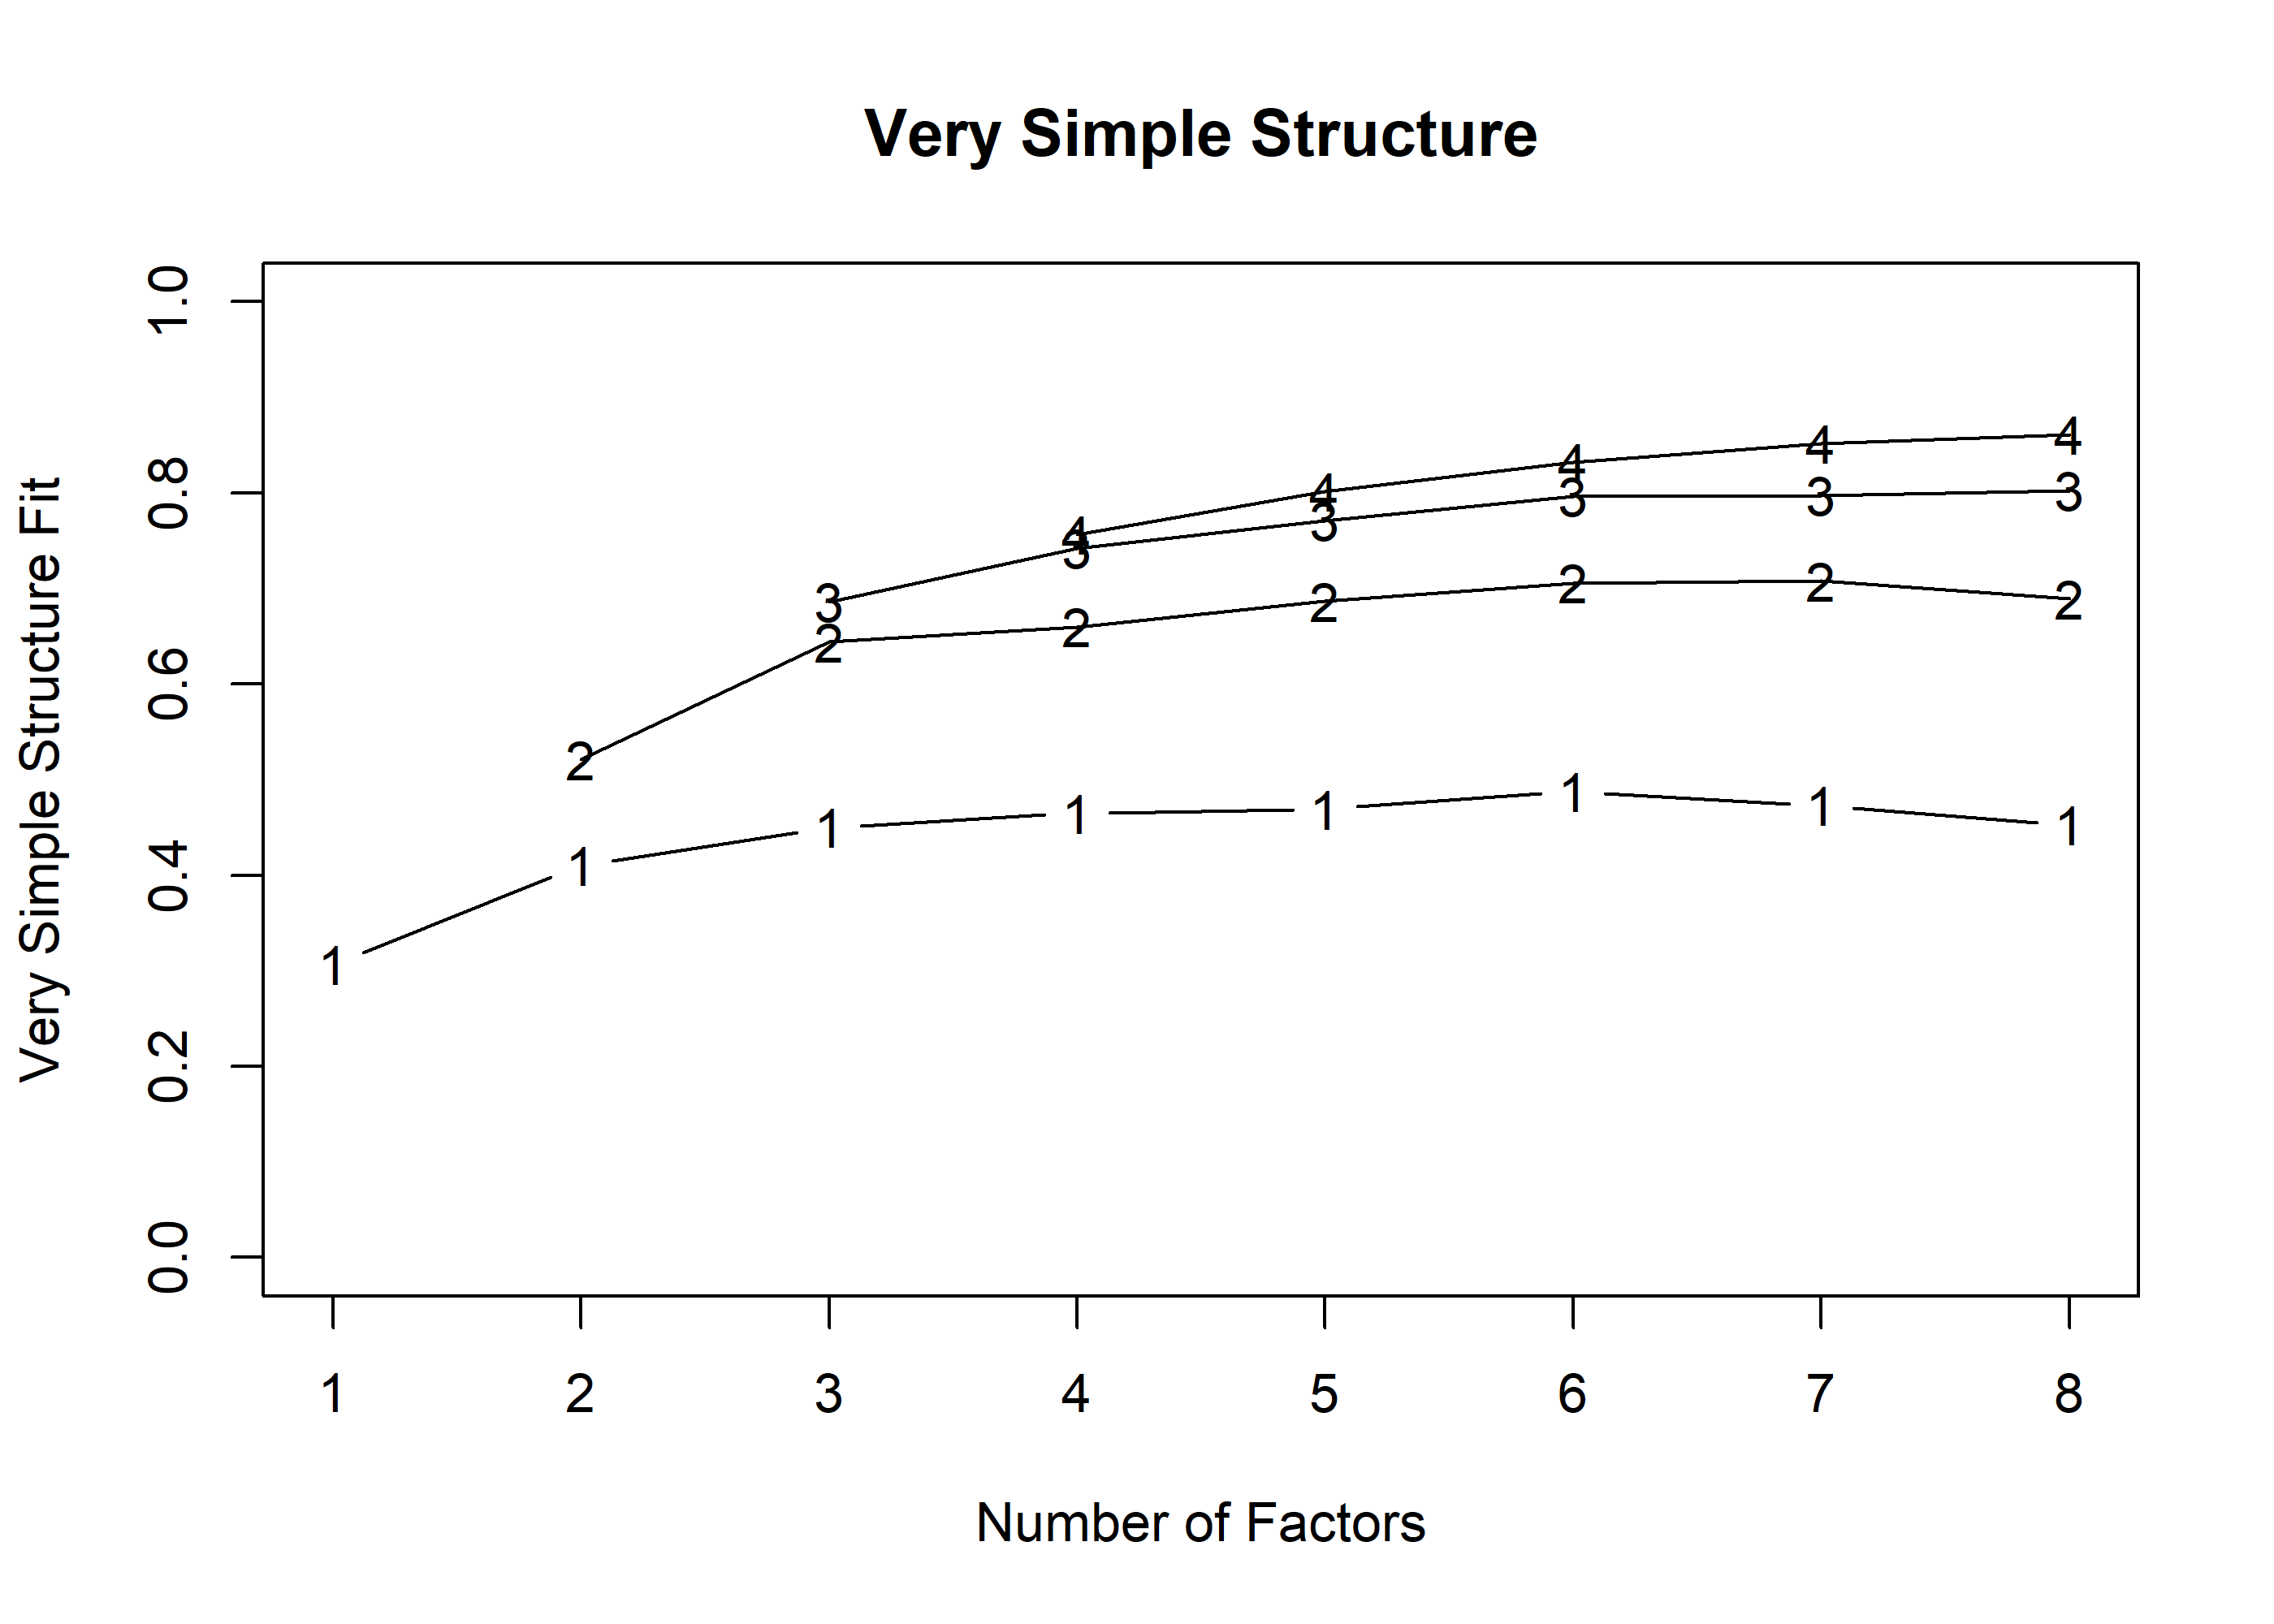 Very Simple Structure
Very Simple Structure Fit
1.0
0.8
0.6
0.4
0.2
0.0
4 4 4 4 4
3 3 3 3 3 3
2 2 2 2 2 2 2
1 1 1 1 1 1 1 1
1 2 3 4 5 6 7 8
Number of Factors